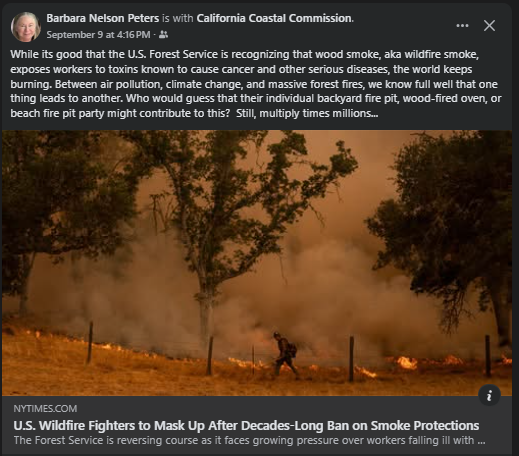 Barbara Nelson Peters is with California Coastal Commission.
September 9 at 4:16 PM ·
While its good that the U.S. Forest Service is recognizing that wood smoke, aka wildfire smoke,
exposes workers to toxins known to cause cancer and other serious diseases, the world keeps
burning. Between air pollution, climate change, and massive forest fires, we know full well that one
thing leads to another. Who would guess that their individual backyard fire pit, wood-fired oven, or
beach fire pit party might contribute to this? Still, multiply times millions...
NYTIMES.COM
U.S. Wildfire Fighters to Mask Up After Decades-Long Ban on Smoke Protections
The Forest Service is reversing course as it faces growing pressure over workers falling ill with ...